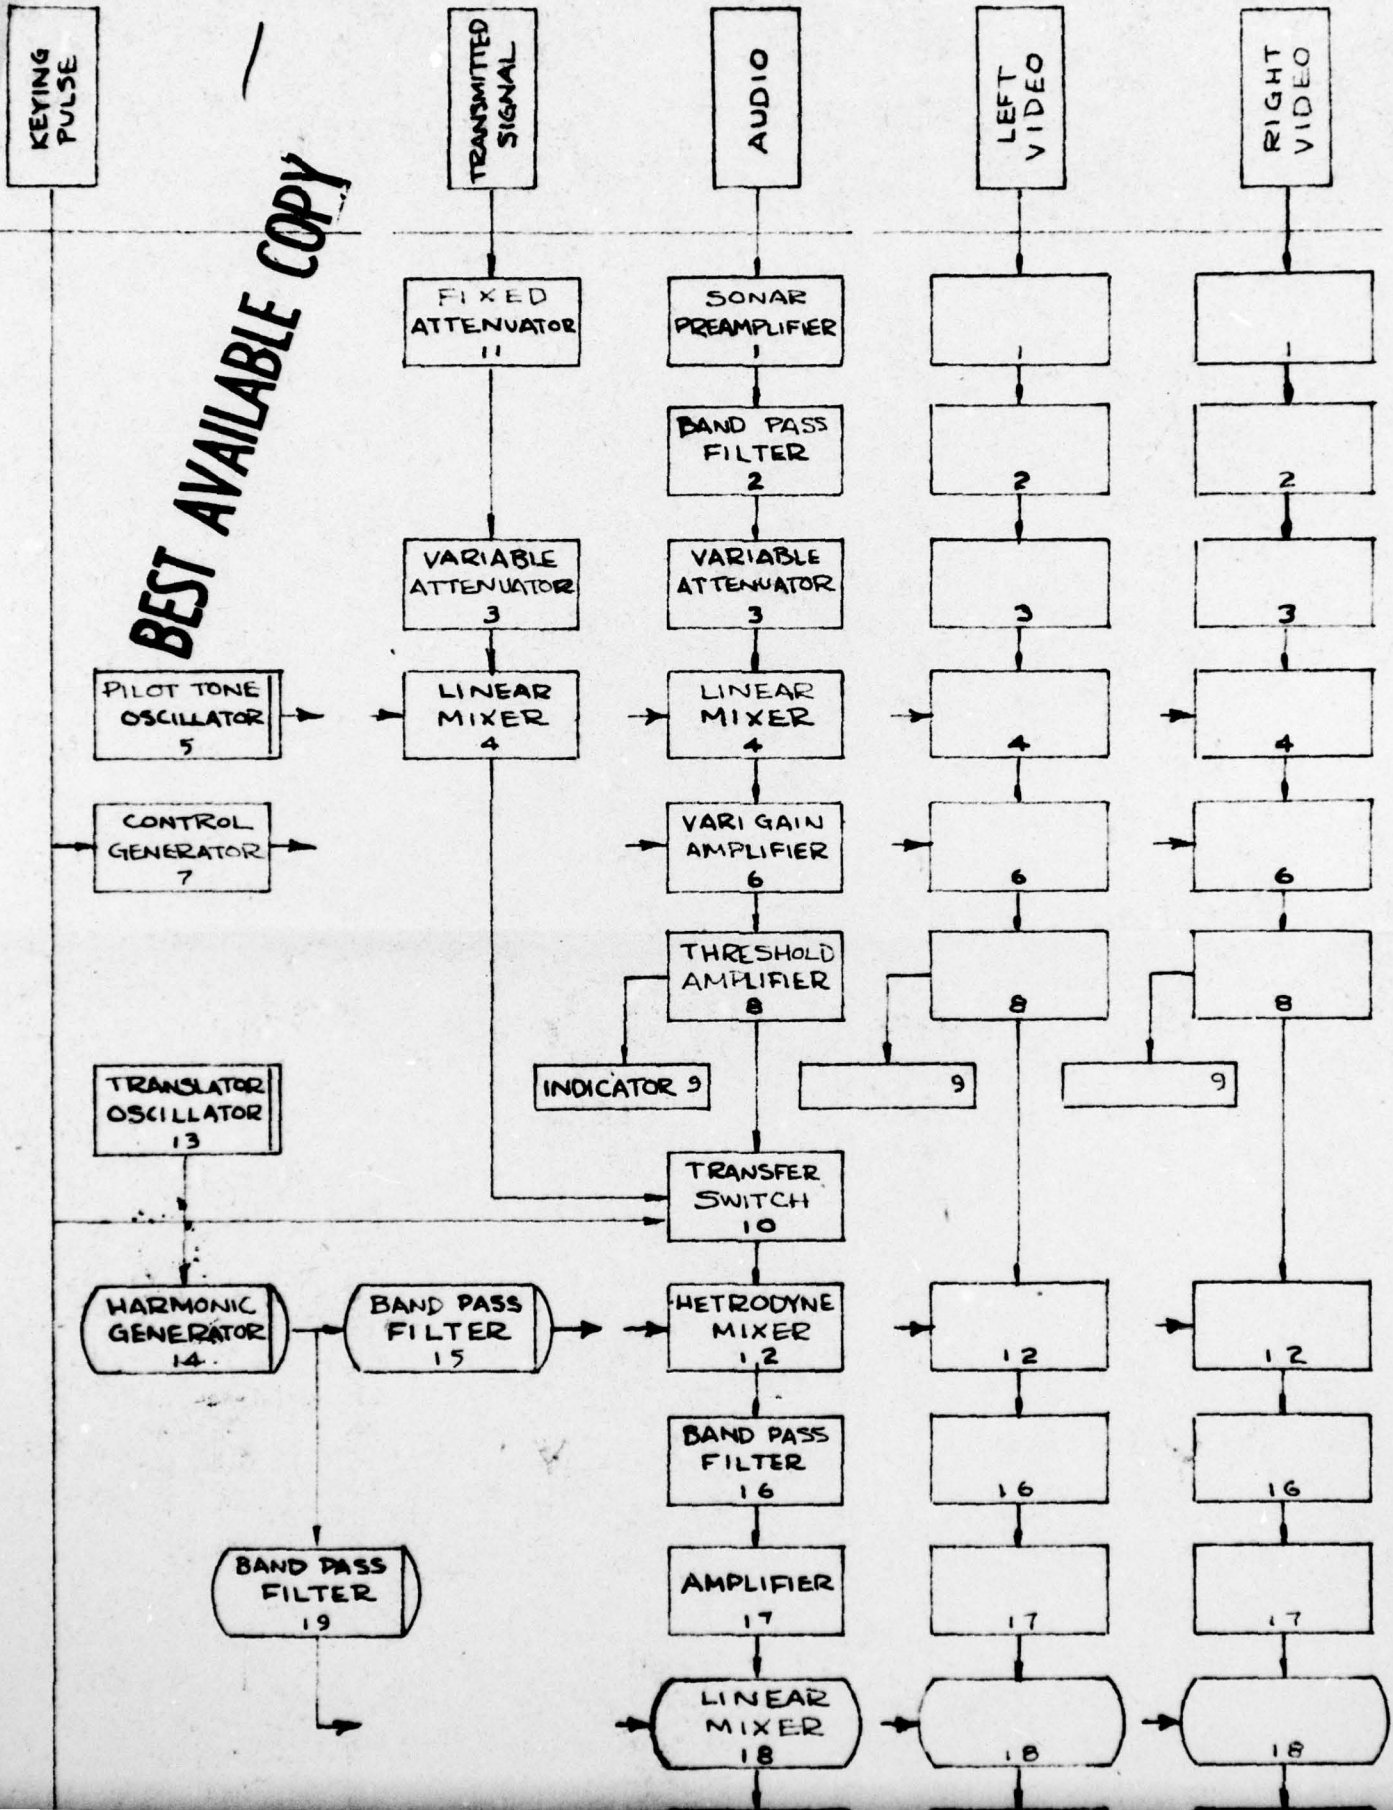 KEYING
PULSE
TRANSMITTED
SIGNAL
AUDIO
LEFT
VIDEO
RIGHT
VIDEO
BEST AVAILABLE COPY
FIXED
ATTENUATOR
11
SONAR
PREAMPLIFIER
1
1
1
BAND PASS
FILTER
2
2
2
VARIABLE
ATTENUATOR
3
VARIABLE
ATTENUATOR
3
3
3
PILOT TONE
OSCILLATOR
5
LINEAR
MIXER
4
LINEAR
MIXER
4
4
4
CONTROL
GENERATOR
7
VARI GAIN
AMPLIFIER
6
6
6
THRESHOLD
AMPLIFIER
8
8
8
INDICATOR 9
9
9
TRANSLATOR
OSCILLATOR
13
TRANSFER
SWITCH
10
HARMONIC
GENERATOR
14
BAND PASS
FILTER
15
HETRODYNE
MIXER
12
12
12
BAND PASS
FILTER
16
16
16
BAND PASS
FILTER
19
AMPLIFIER
17
17
17
LINEAR
MIXER
18
18
18